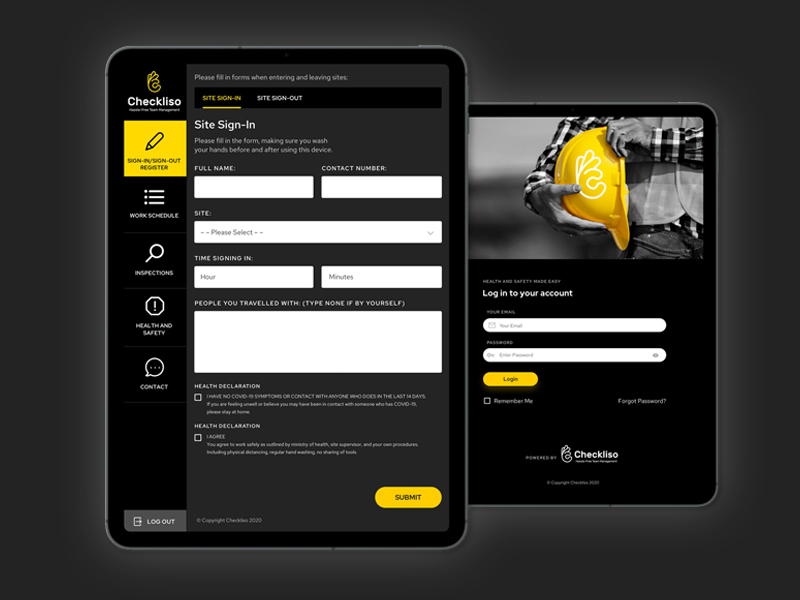 Checkliso
Hassle-Free Team Management
SIGN-IN/SIGN-OUT
REGISTER
WORK SCHEDULE
INSPECTIONS
HEALTH AND
SAFETY
CONTACT
LOG OUT
Please fill in forms when entering and leaving sites:
SITE SIGN-IN
SITE SIGN-OUT
Site Sign-In
Please fill in the form, making sure you wash
your hands before and after using this device.
FULL NAME:
CONTACT NUMBER:
SITE:
- - Please Select - -
TIME SIGNING IN:
Hour
Minutes
PEOPLE YOU TRAVELLED WITH: (TYPE NONE IF BY YOURSELF)
HEALTH DECLARATION
I HAVE NO COVID-19 SYMPTOMS OR CONTACT WITH ANYONE WHO DOES IN THE LAST 14 DAYS.
If you are feeling unwell or believe you may have been in contact with someone who has COVID-19,
please stay at home.
HEALTH DECLARATION
I AGREE
You agree to work safely as outlined by ministry of health, site supervisor, and your own procedures.
Including physical distancing, regular hand washing, no sharing of tools
SUBMIT
© Copyright Checkliso 2020
HEALTH AND SAFETY MADE EASY
Log in to your account
YOUR EMAIL
Your Email
PASSWORD
Enter Password
Login
Remember Me
Forgot Password?
POWERED BY
Checkliso
Hassle-Free Team Management
© Copyright Checkliso 2020